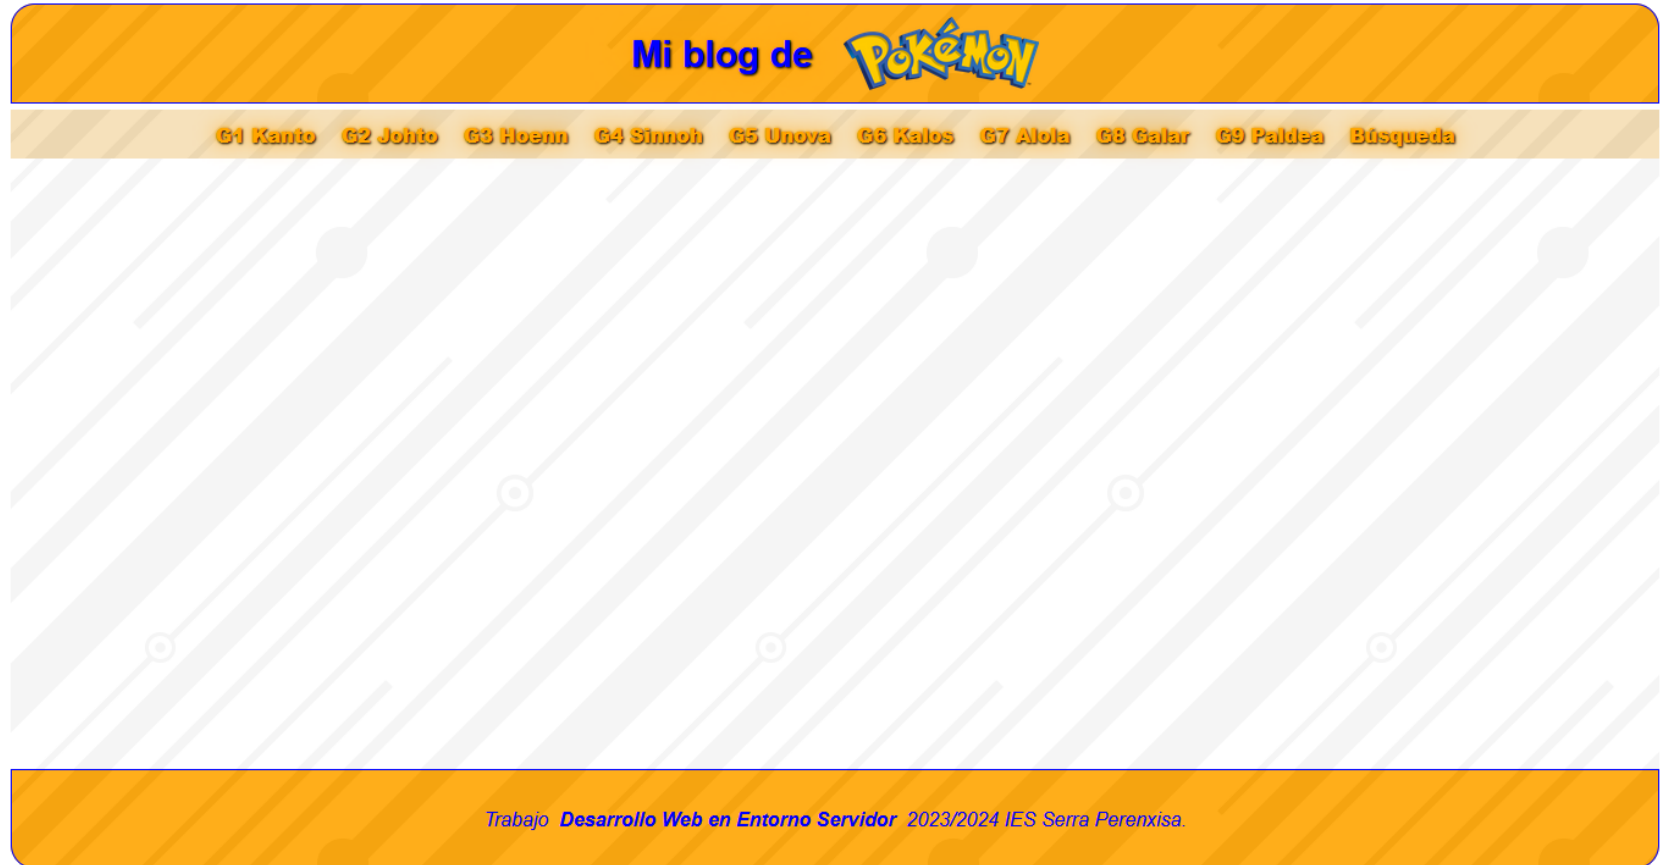 Mi blog de POKéMON
G1 Kanto G2 Johto G3 Hoenn G4 Sinnoh G5 Unova G6 Kalos G7 Alola G8 Galar G9 Paldea Búsqueda
Trabajo Desarrollo Web en Entorno Servidor 2023/2024 IES Serra Perenxisa.